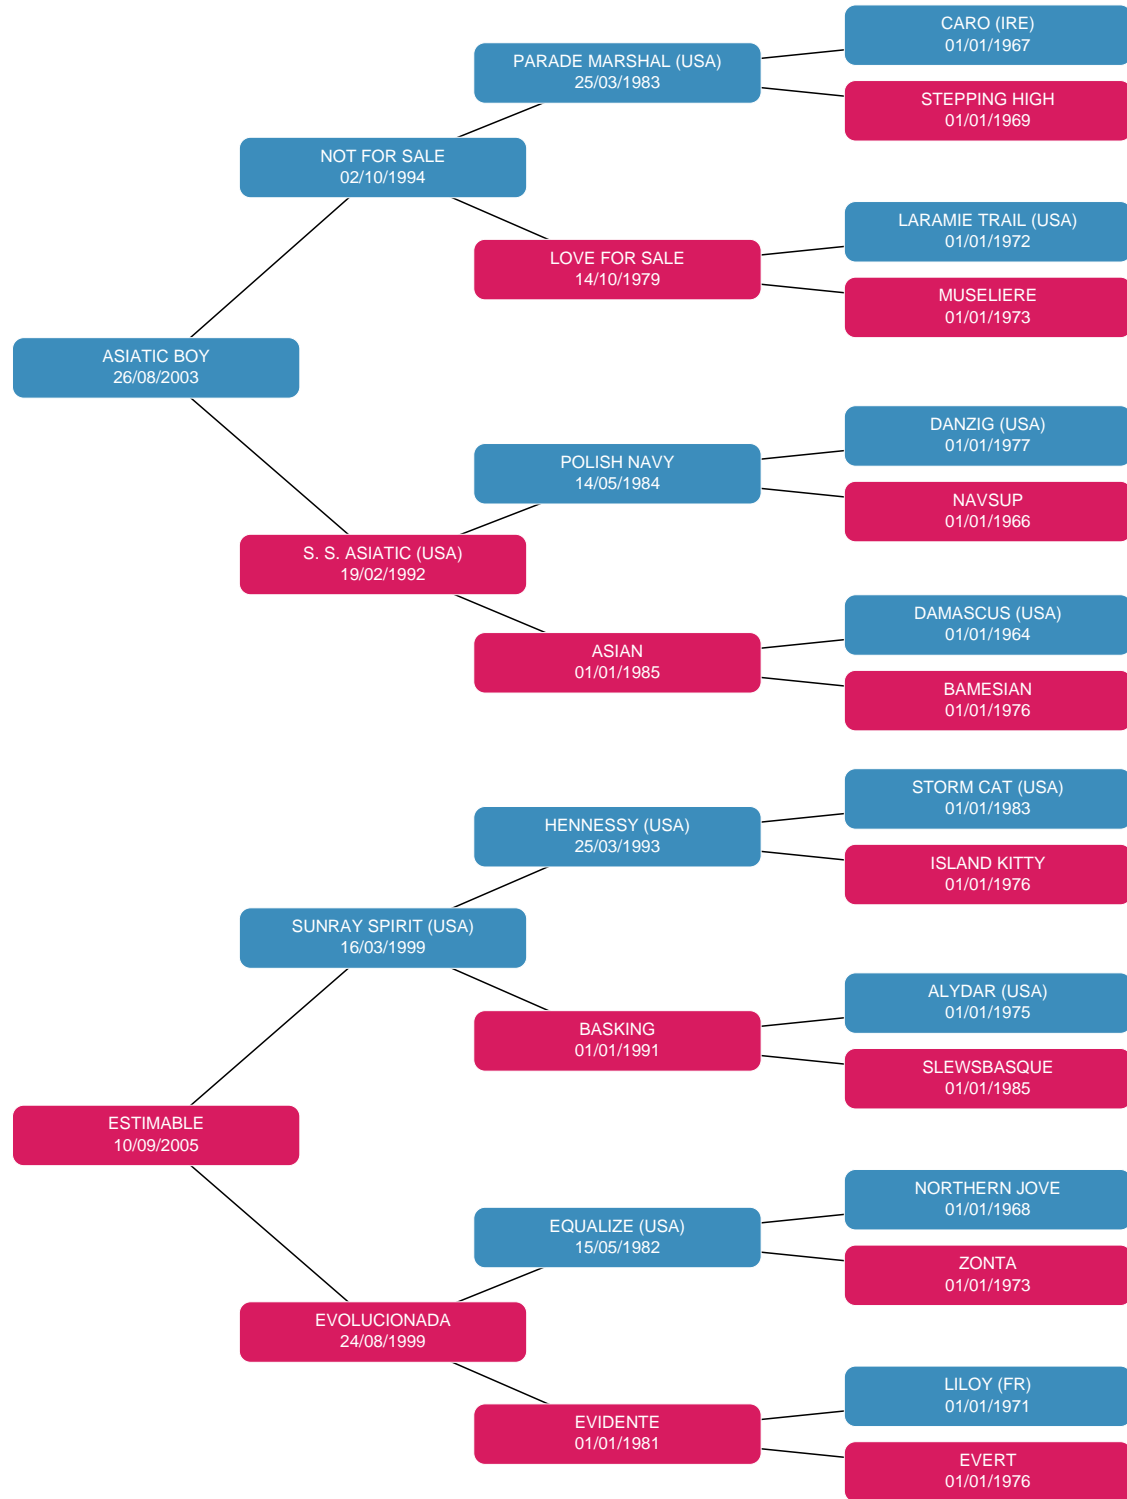 CARO (IRE)
01/01/1967
PARADE MARSHAL (USA)
25/03/1983
STEPPING HIGH
01/01/1969
NOT FOR SALE
02/10/1994
LARAMIE TRAIL (USA)
01/01/1972
LOVE FOR SALE
14/10/1979
MUSELIERE
01/01/1973
ASIATIC BOY
26/08/2003
DANZIG (USA)
01/01/1977
POLISH NAVY
14/05/1984
NAVSUP
01/01/1966
S. S. ASIATIC (USA)
19/02/1992
DAMASCUS (USA)
01/01/1964
ASIAN
01/01/1985
BAMESIAN
01/01/1976
STORM CAT (USA)
01/01/1983
HENNESSY (USA)
25/03/1993
ISLAND KITTY
01/01/1976
SUNRAY SPIRIT (USA)
16/03/1999
ALYDAR (USA)
01/01/1975
BASKING
01/01/1991
SLEWSBASQUE
01/01/1985
ESTIMABLE
10/09/2005
NORTHERN JOVE
01/01/1968
EQUALIZE (USA)
15/05/1982
ZONTA
01/01/1973
EVOLUCIONADA
24/08/1999
LILOY (FR)
01/01/1971
EVIDENTE
01/01/1981
EVERT
01/01/1976